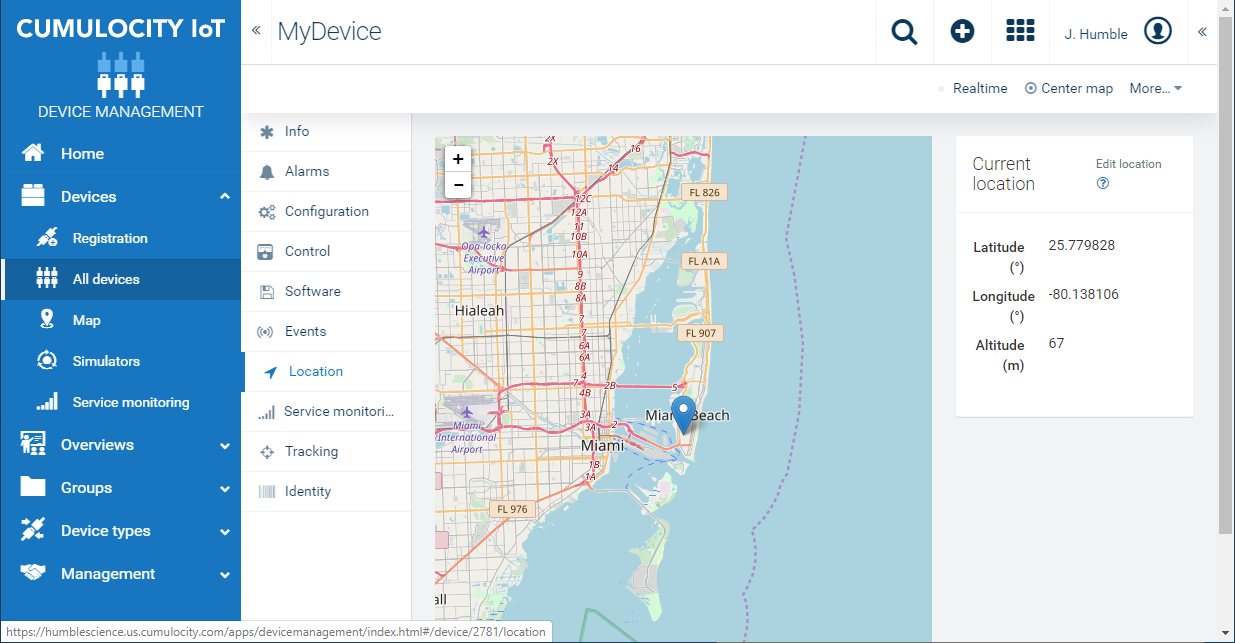 CUMULOCITY IoT
DEVICE MANAGEMENT
Home
Devices
Registration
All devices
Map
Simulators
Service monitoring
Overviews
Groups
Device types
Management
«
MyDevice
J. Humble
«
Realtime
Center map
More...
Info
Alarms
Configuration
Control
Software
Events
Location
Service monitori...
Tracking
Identity
+
−
2X
2X
16
14
12C
12A
11
10B
10A
9
8B
8A
7
7
6A
6A
7
4
4B
2B
5
3A
3A
2
1B
1A
FL 826
FL A1A
FL 907
FL 976
Opa-locka
Executive
Airport
Hialeah
Miami
International
Airport
Miami Beach
Miami
all
Current
location
Edit location
?
Latitude
(°)
25.779828
Longitude
(°)
-80.138106
Altitude
(m)
67
https://humblescience.us.cumulocity.com/apps/devicemanagement/index.html#/device/2781/location